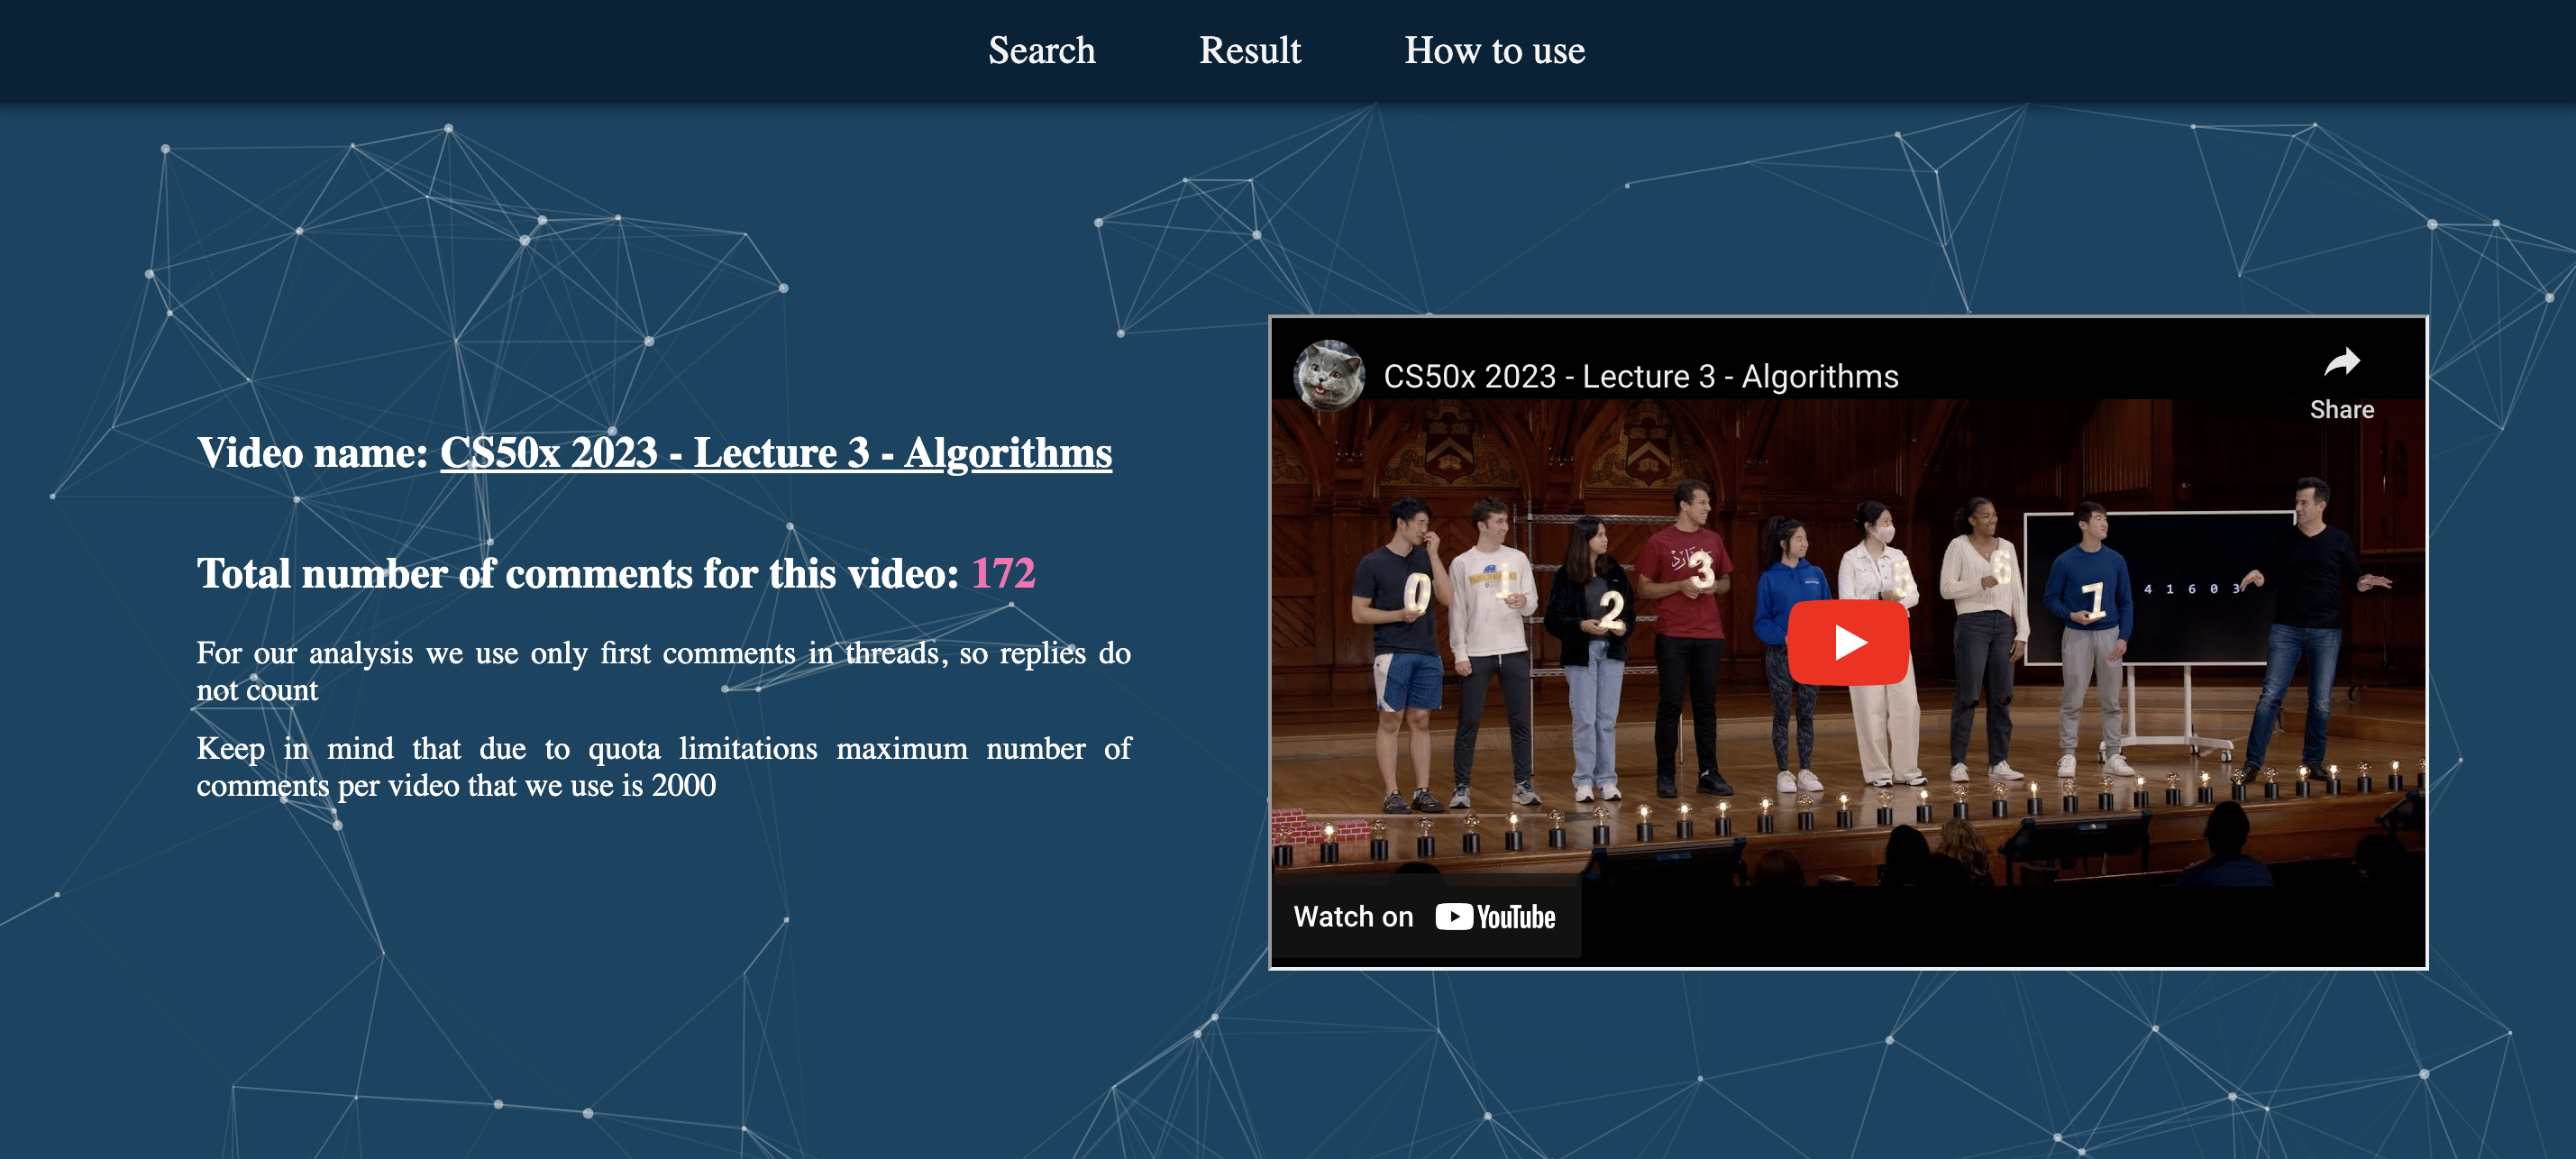 Search Result How to use
Video name: CS50x 2023 - Lecture 3 - Algorithms
Total number of comments for this video: 172
For our analysis we use only first comments in threads, so replies do
not count
Keep in mind that due to quota limitations maximum number of
comments per video that we use is 2000
CS50x 2023 - Lecture 3 - Algorithms
Share
0 1 2 3 5 6 7
4 1 6 0 3
Watch on YouTube